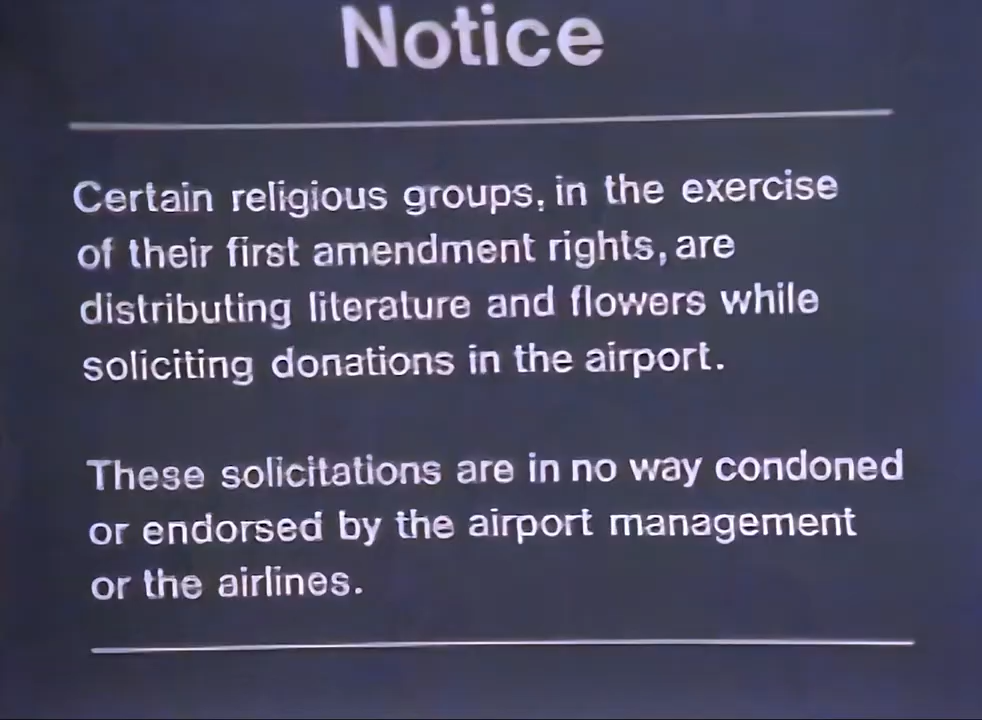 Notice
Certain religious groups, in the exercise
of their first amendment rights, are
distributing literature and flowers while
soliciting donations in the airport.
These solicitations are in no way condoned
or endorsed by the airport management
or the airlines.